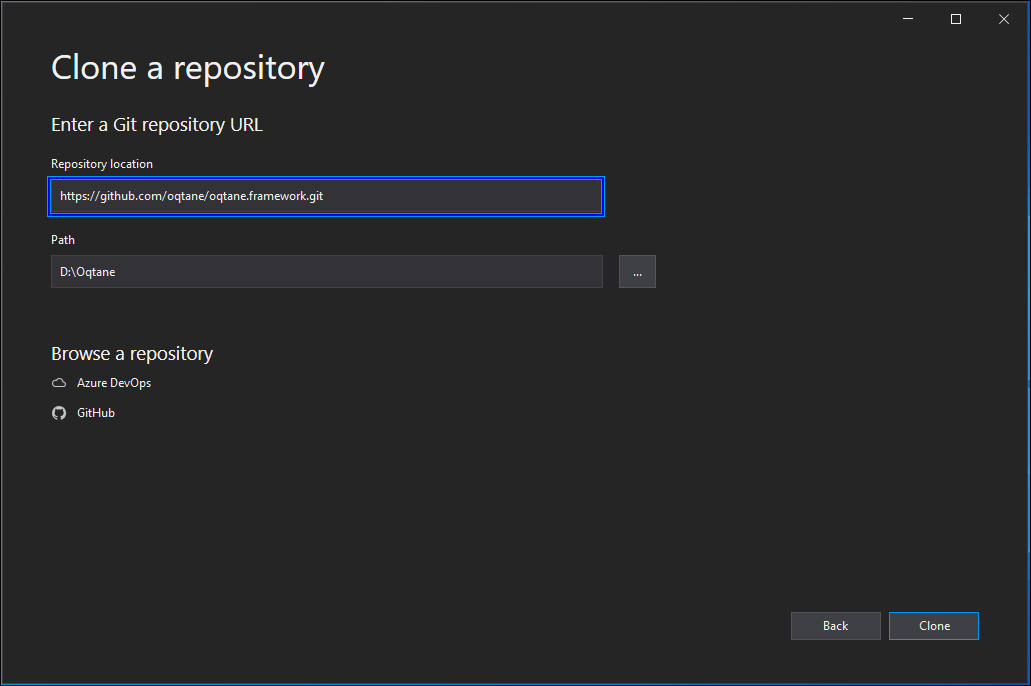 Clone a repository
Enter a Git repository URL
Repository location
https://github.com/oqtane/oqtane.framework.git
Path
D:\Oqtane
...
Browse a repository
Azure DevOps
GitHub
Back
Clone